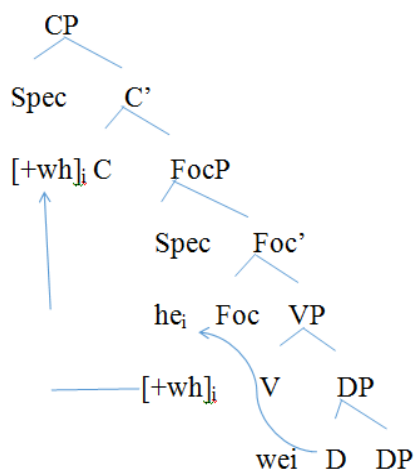 CP
Spec C’
[+wh]i C FocP
Spec Foc’
hei Foc VP
[+wh]i V DP
wei D DP